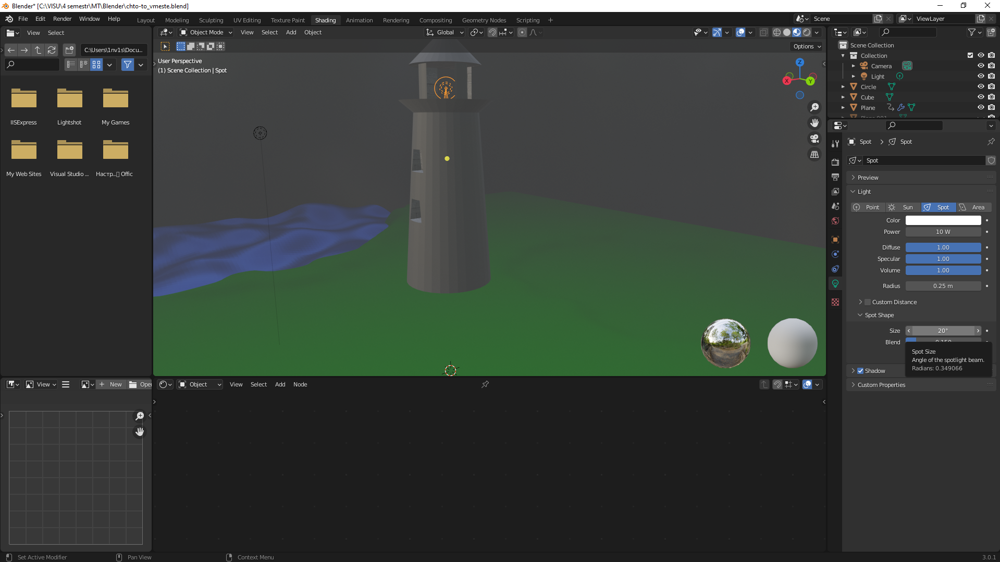 Blender* [C:\VISU\4 semestr\MT\Blender\chto-to_vmeste.blend]
File Edit Render Window Help
Layout Modeling Sculpting UV Editing Texture Paint Shading Animation Rendering Compositing Geometry Nodes Scripting
Scene
ViewLayer
View Select
C:\Users\1nv1s\Docu...
IISExpress Lightshot My Games
My Web Sites Visual Studio ...
Object Mode View Select Add Object
Global
Options
User Perspective
(1) Scene Collection | Spot
Z
X
Y
Scene Collection
Collection
Camera
Light
Circle
Cube
Plane
Spot > Spot
Spot
Preview
Light
Point Sun Spot Area
Color
Power 10 W
Diffuse 1.00
Specular 1.00
Volume 1.00
Radius 0.25 m
Custom Distance
Spot Shape
Size 20°
Blend
Spot Size
Angle of the spotlight beam.
Radians: 0.349066
Shadow
Custom Properties
View
New
Object View Select Add Node
Set Active Modifier
Pan View
Context Menu
3.0.1